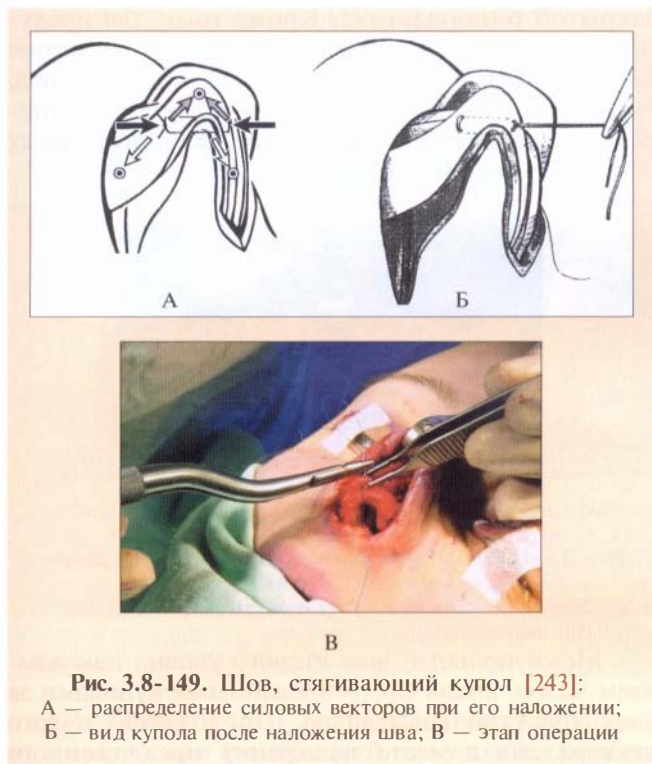 А
Б
В
Рис. 3.8-149. Шов, стягивающий купол [243]:
А — распределение силовых векторов при его наложении;
Б — вид купола после наложения шва; В — этап операции